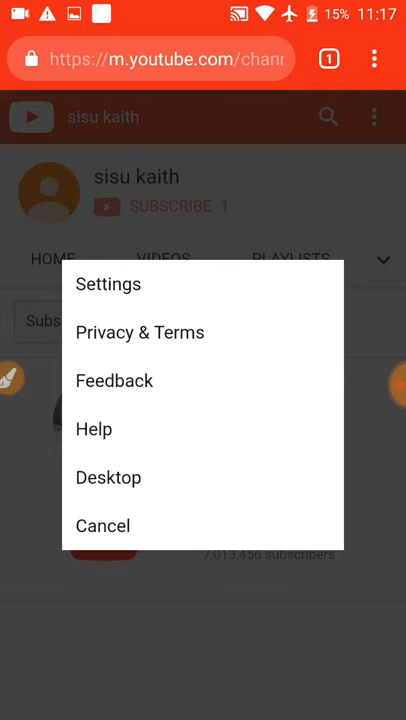 15% 11:17
https://m.youtube.com/chann
1
sisu kaith
sisu kaith
SUBSCRIBE 1
HOME VIDEOS PLAYLISTS
Subs
Settings
Privacy & Terms
Feedback
Help
Desktop
Cancel
7,013,456 subscribers